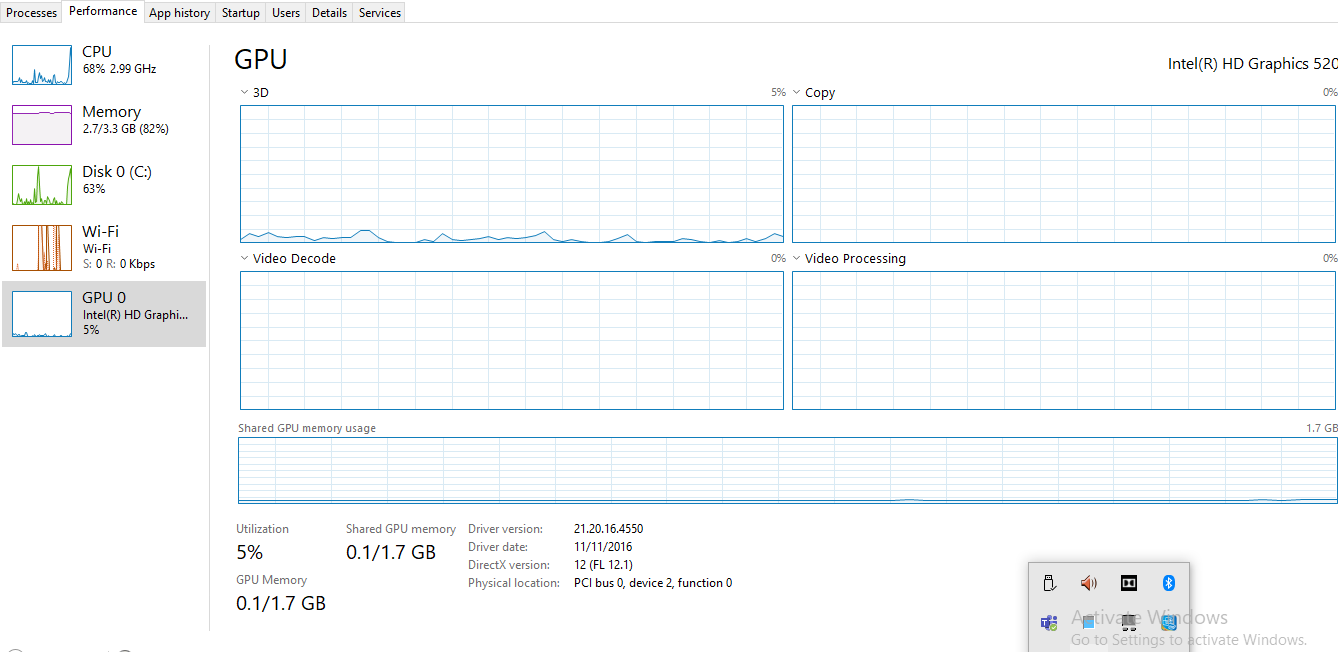 Processes Performance App history Startup Users Details Services
CPU
68% 2.99 GHz
Memory
2.7/3.3 GB (82%)
Disk 0 (C:)
63%
Wi-Fi
Wi-Fi
S: 0 R: 0 Kbps
GPU 0
Intel(R) HD Graphi...
5%
GPU
Intel(R) HD Graphics 520
3D 5%
Copy 0%
Video Decode 0%
Video Processing 0%
Shared GPU memory usage 1.7 GB
Utilization
5%
Shared GPU memory
0.1/1.7 GB
GPU Memory
0.1/1.7 GB
Driver version: 21.20.16.4550
Driver date: 11/11/2016
DirectX version: 12 (FL 12.1)
Physical location: PCI bus 0, device 2, function 0
Activate Windows
Go to Settings to activate Windows.